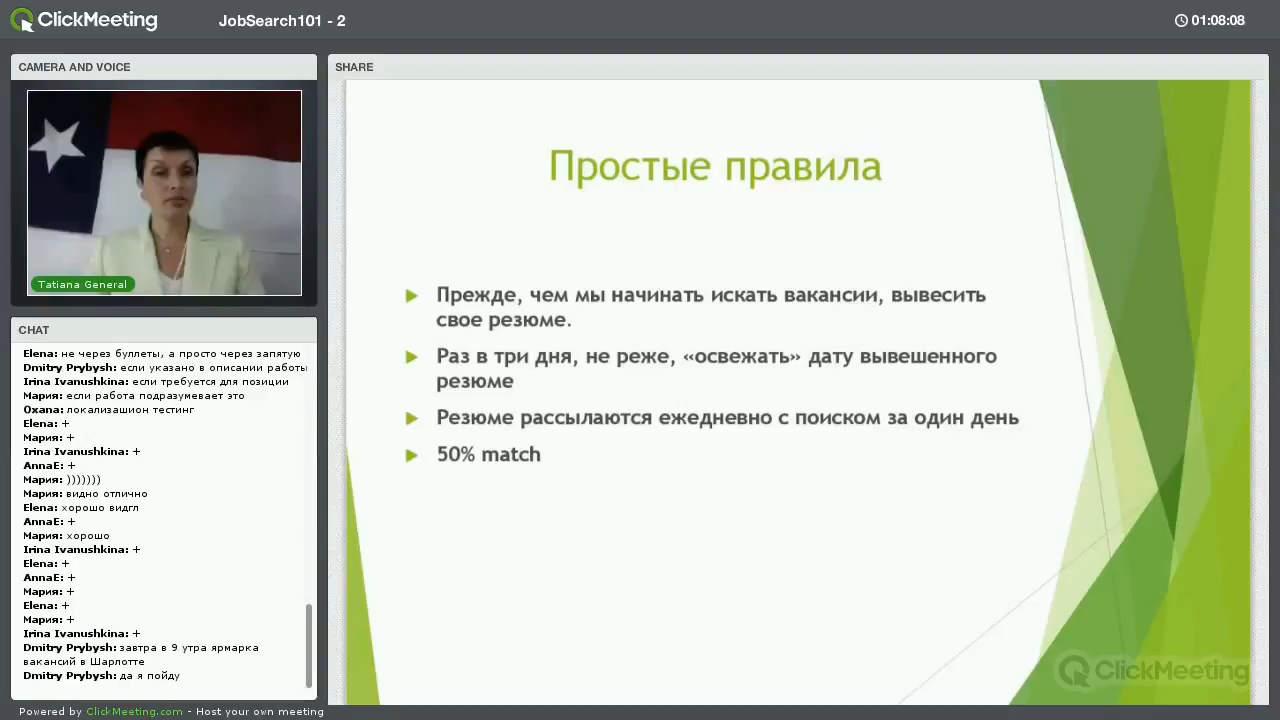 ClickMeeting
JobSearch101 - 2
01:08:08
CAMERA AND VOICE
Tatiana General
CHAT
Elena: не через буллеты, а просто через запятую
Dmitry Prybysh: если указано в описании работы
Irina Ivanushkina: если требуется для позиции
Мария: если работа подразумевает это
Oxana: локализашион тестинг
Elena: +
Мария: +
Irina Ivanushkina: +
AnnaE: +
Мария: )))))))
Мария: видно отлично
Elena: хорошо видгл
AnnaE: +
Мария: хорошо
Irina Ivanushkina: +
Elena: +
AnnaE: +
Мария: +
Elena: +
Мария: +
Irina Ivanushkina: +
Dmitry Prybysh: завтра в 9 утра ярмарка
вакансий в Шарлотте
Dmitry Prybysh: да я пойду
SHARE
Простые правила
Прежде, чем мы начинать искать вакансии, вывесить
свое резюме.
Раз в три дня, не реже, «освежать» дату вывешенного
резюме
Резюме рассылаются ежедневно с поиском за один день
50% match
ClickMeeting
Powered by ClickMeeting.com - Host your own meeting